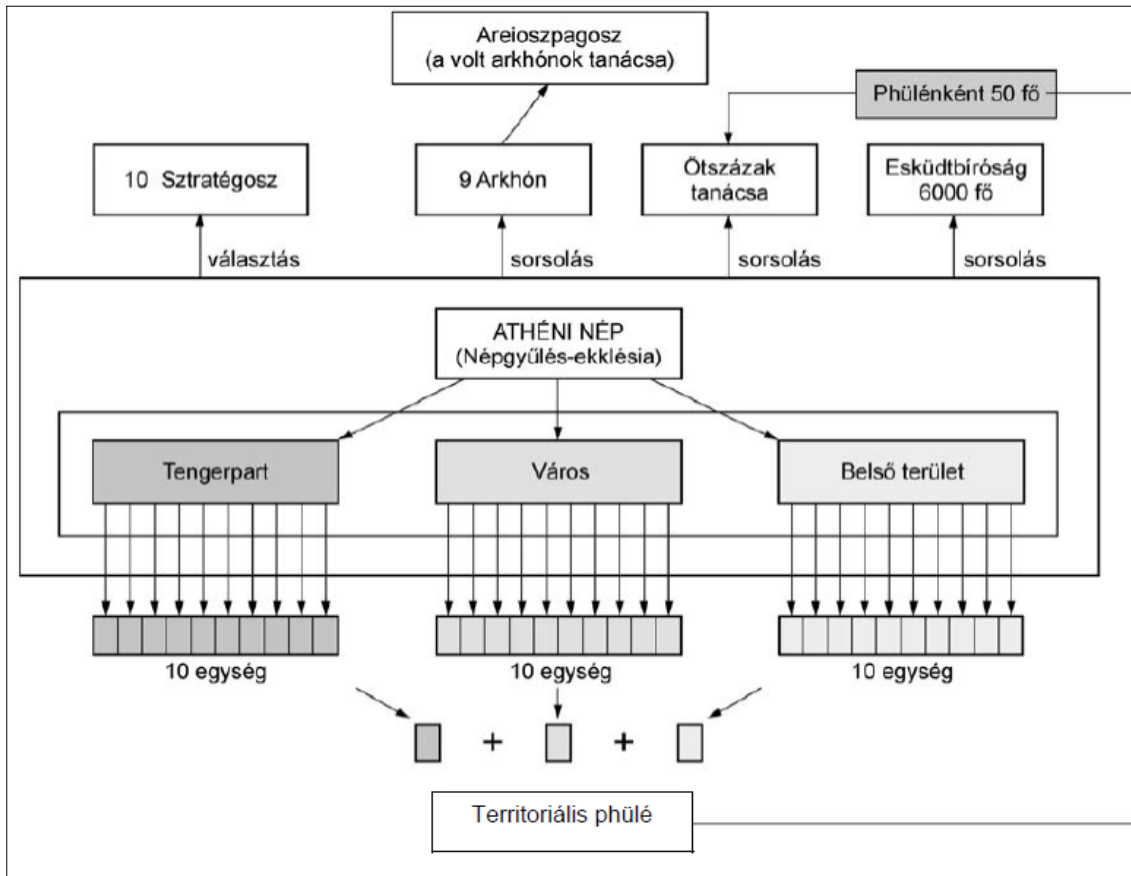 Areioszpagosz
(a volt arkhónok tanácsa)
Phülénként 50 fő
10 Sztratégosz
9 Arkhón
Ötszázak
tanácsa
Esküdtbíróság
6000 fő
választás
sorsolás
sorsolás
sorsolás
ATHÉNI NÉP
(Népgyűlés-ekklésia)
Tengerpart
Város
Belső terület
10 egység
10 egység
10 egység
+
+
Territoriális phülé